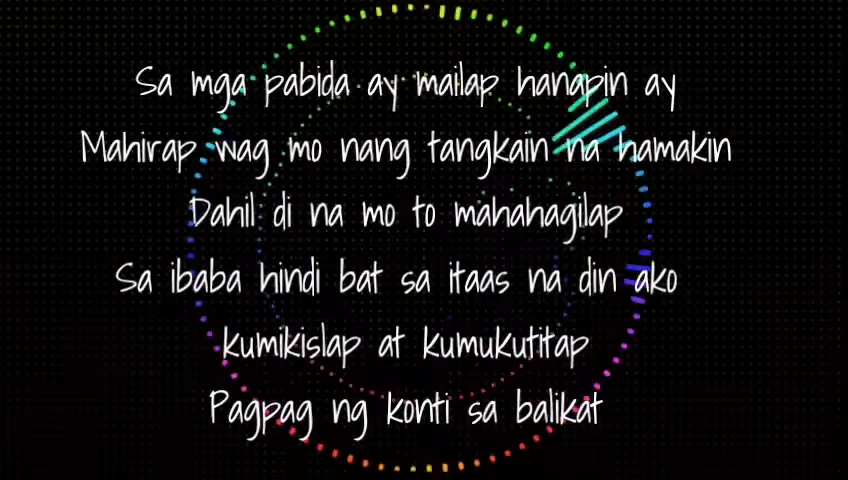 Sa mga pabida ay mailap hanapin ay
Mahirap wag mo nang tangkain na hamakin
Dahil di na mo to mahahagilap
Sa ibaba hindi bat sa itaas na din ako
kumikislap at kumukutitap
Pagpag ng konti sa balikat